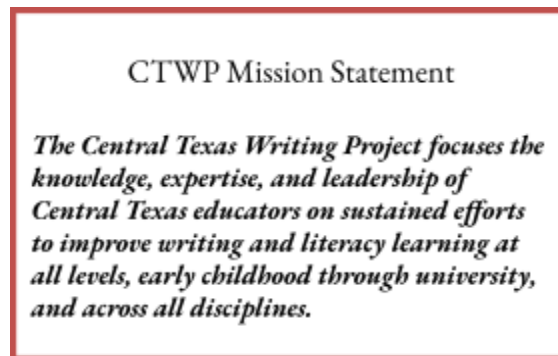 CTWP Mission Statement
The Central Texas Writing Project focuses the
knowledge, expertise, and leadership of
Central Texas educators on sustained efforts
to improve writing and literacy learning at
all levels, early childhood through university,
and across all disciplines.